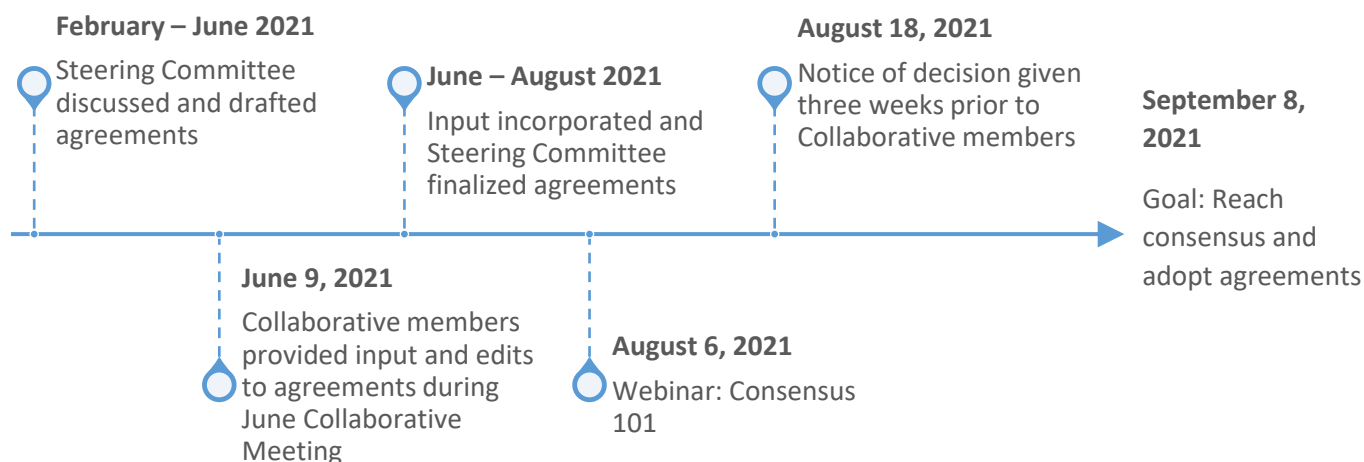 February – June 2021
Steering Committee
discussed and drafted
agreements
June 9, 2021
Collaborative members
provided input and edits
to agreements during
June Collaborative
Meeting
June – August 2021
Input incorporated and
Steering Committee
finalized agreements
August 6, 2021
Webinar: Consensus
101
August 18, 2021
Notice of decision given
three weeks prior to
Collaborative members
September 8,
2021
Goal: Reach
consensus and
adopt agreements